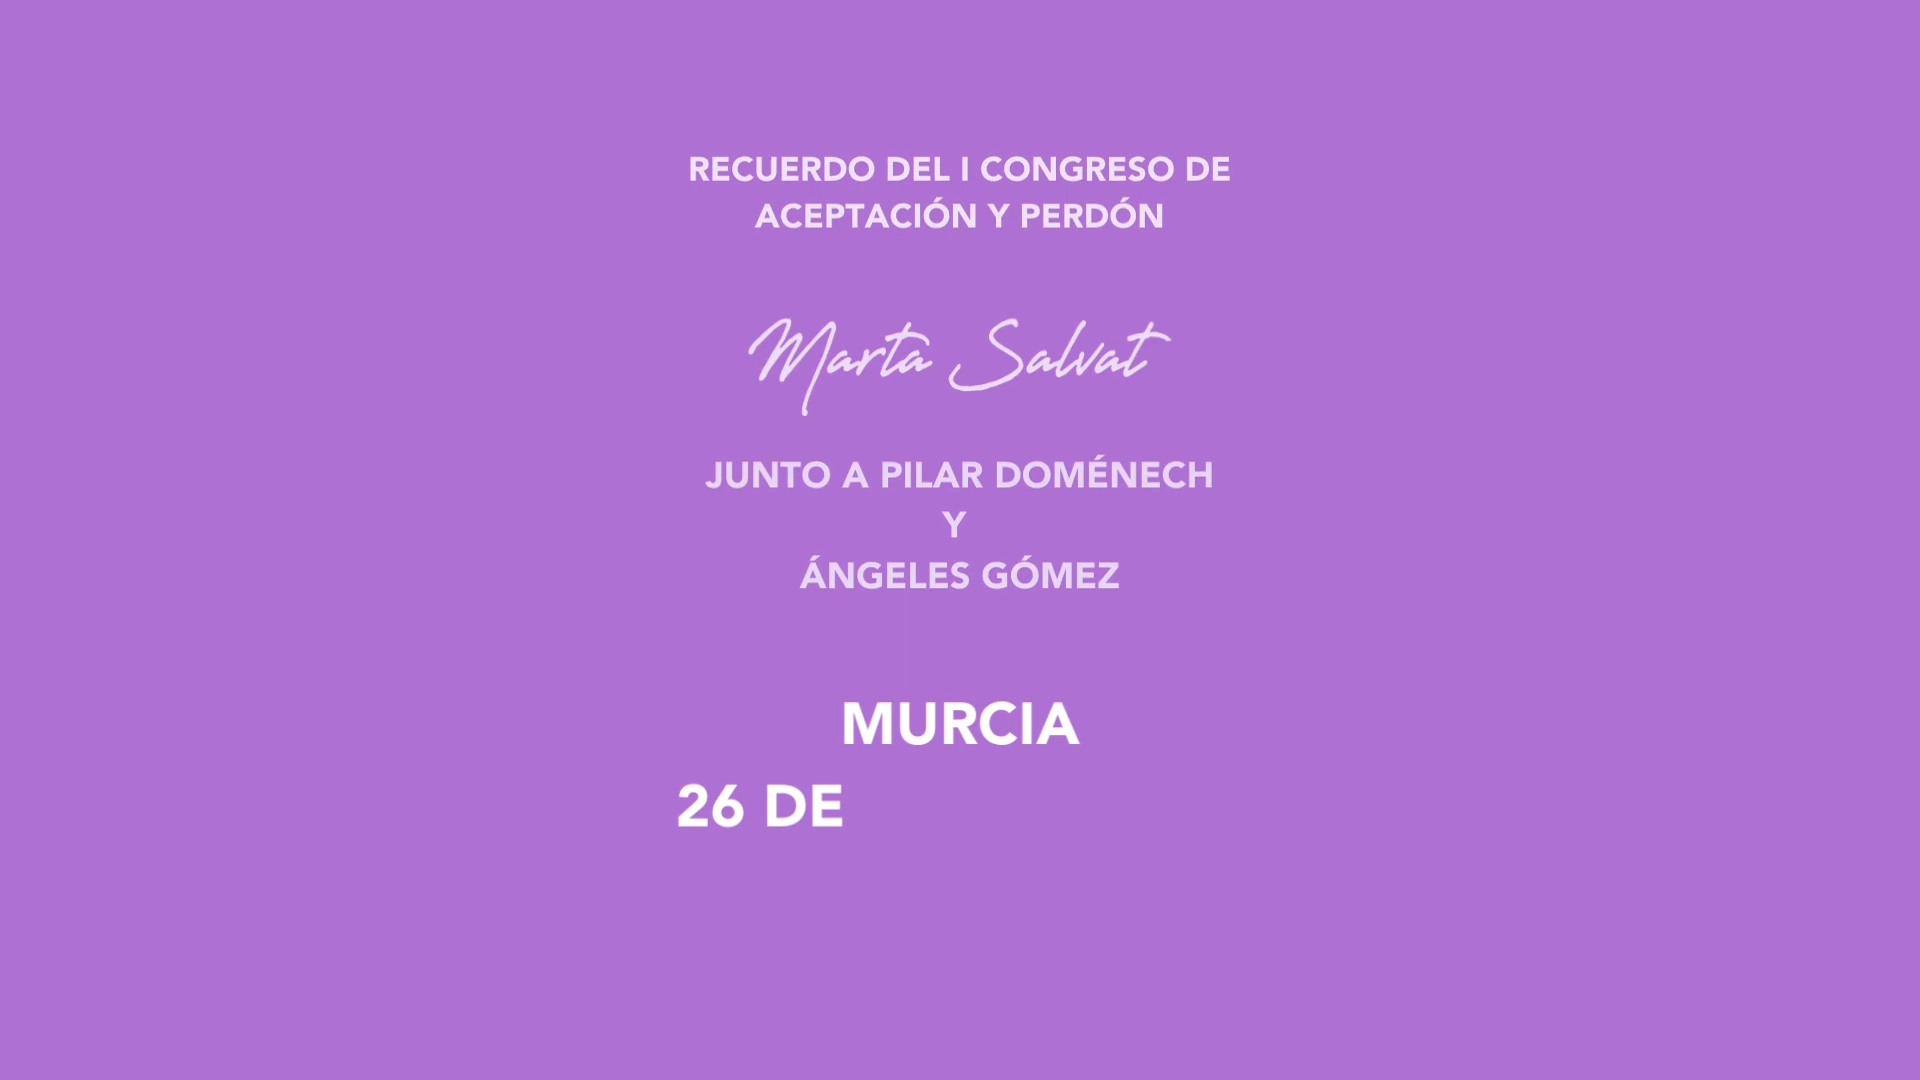 RECUERDO DEL I CONGRESO DE
ACEPTACIÓN Y PERDÓN
Marta Salvat
JUNTO A PILAR DOMÉNECH
Y
ÁNGELES GÓMEZ
MURCIA
26 DE